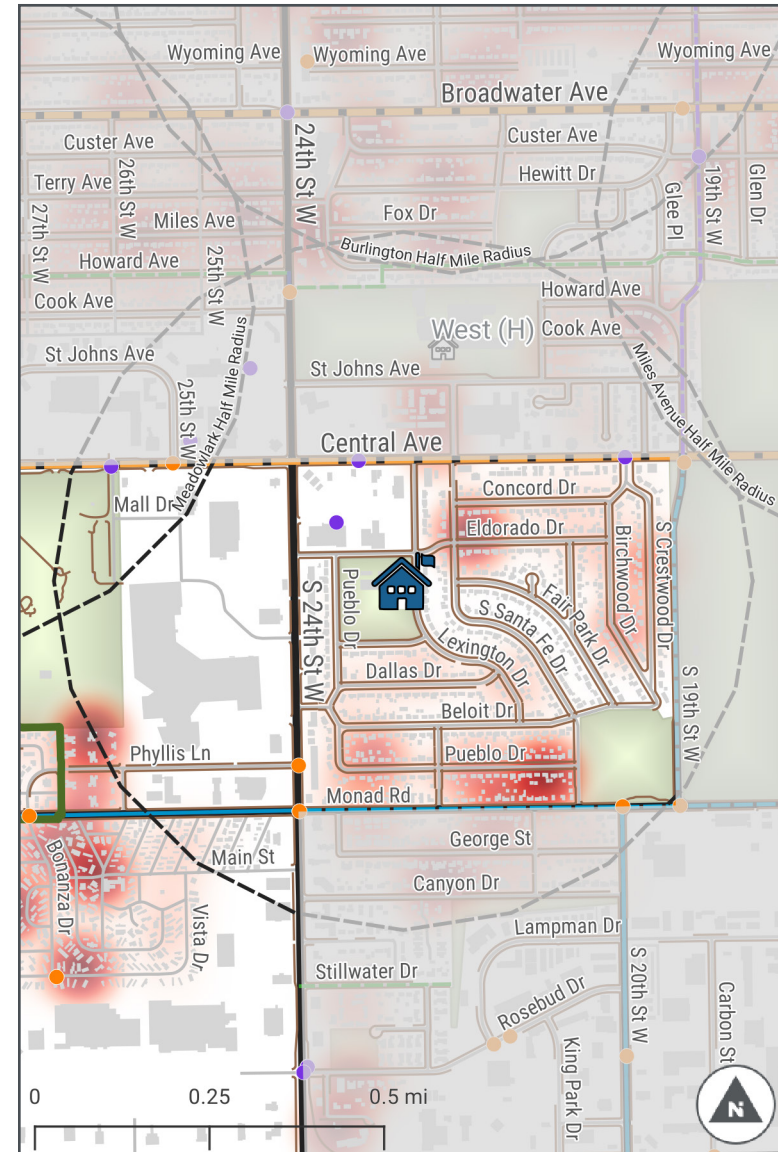 Wyoming Ave
Wyoming Ave
Wyoming Ave
Broadwater Ave
Custer Ave
24th St W
Custer Ave
26th St W
Terry Ave
Hewitt Dr
19th St W
Glen Dr
27th St W
Miles Ave
Fox Dr
Glee Pl
25th St W
Burlington Half Mile Radius
Howard Ave
Howard Ave
Cook Ave
West (H)
Cook Ave
St Johns Ave
St Johns Ave
Meadowlark Half Mile Radius
Miles Avenue Half Mile Radius
25th St W
Central Ave
Mall Dr
Concord Dr
Eldorado Dr
Birchwood Dr
S Crestwood Dr
S 24th St W
Pueblo Dr
Fair Park Dr
S Santa Fe Dr
Lexington Dr
Dallas Dr
S 19th St W
Beloit Dr
Phyllis Ln
Pueblo Dr
Monad Rd
George St
Bonanza Dr
Main St
Canyon Dr
Vista Dr
Lampman Dr
S 20th St W
Stillwater Dr
Rosebud Dr
Carbon St
King Park Dr
0 0.25 0.5 mi
N